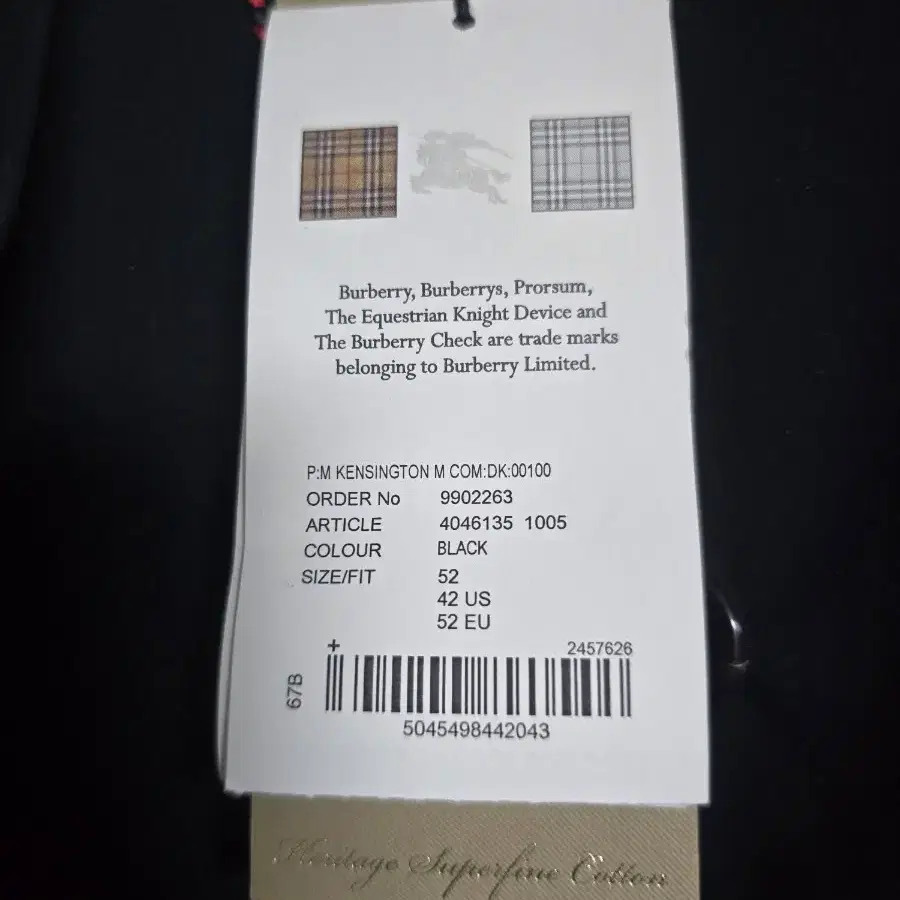 Burberry, Burberrys, Prorsum,
The Equestrian Knight Device and
The Burberry Check are trade marks
belonging to Burberry Limited.
P:M KENSINGTON M COM:DK:00100
ORDER No 9902263
ARTICLE 4046135 1005
COLOUR BLACK
SIZE/FIT 52
42 US
52 EU
+ 2457626
67B
5045498442043
Heritage Superfine Cotton